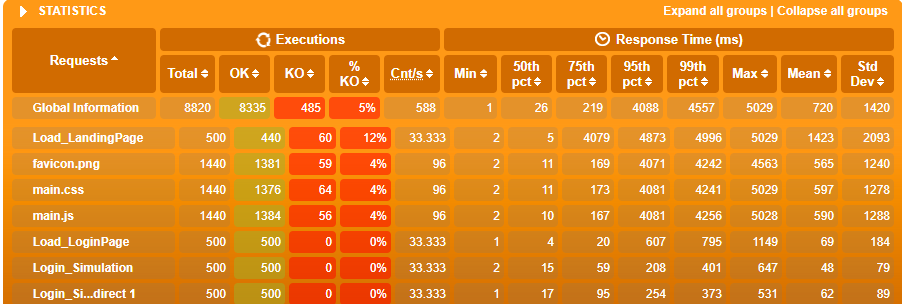 STATISTICS Expand all groups | Collapse all groups
Requests Executions Response Time (ms)
Total OK KO % KO Cnt/s Min 50th pct 75th pct 95th pct 99th pct Max Mean Std Dev
Global Information 8820 8335 485 5% 588 1 26 219 4088 4557 5029 720 1420
Load_LandingPage 500 440 60 12% 33.333 2 5 4079 4873 4996 5029 1423 2093
favicon.png 1440 1381 59 4% 96 2 11 169 4071 4242 4563 565 1240
main.css 1440 1376 64 4% 96 2 11 173 4081 4241 5029 597 1278
main.js 1440 1384 56 4% 96 2 10 167 4081 4256 5028 590 1288
Load_LoginPage 500 500 0 0% 33.333 1 4 20 607 795 1149 69 184
Login_Simulation 500 500 0 0% 33.333 2 15 59 208 401 647 48 79
Login_Si...direct 1 500 500 0 0% 33.333 1 17 95 254 373 531 62 89